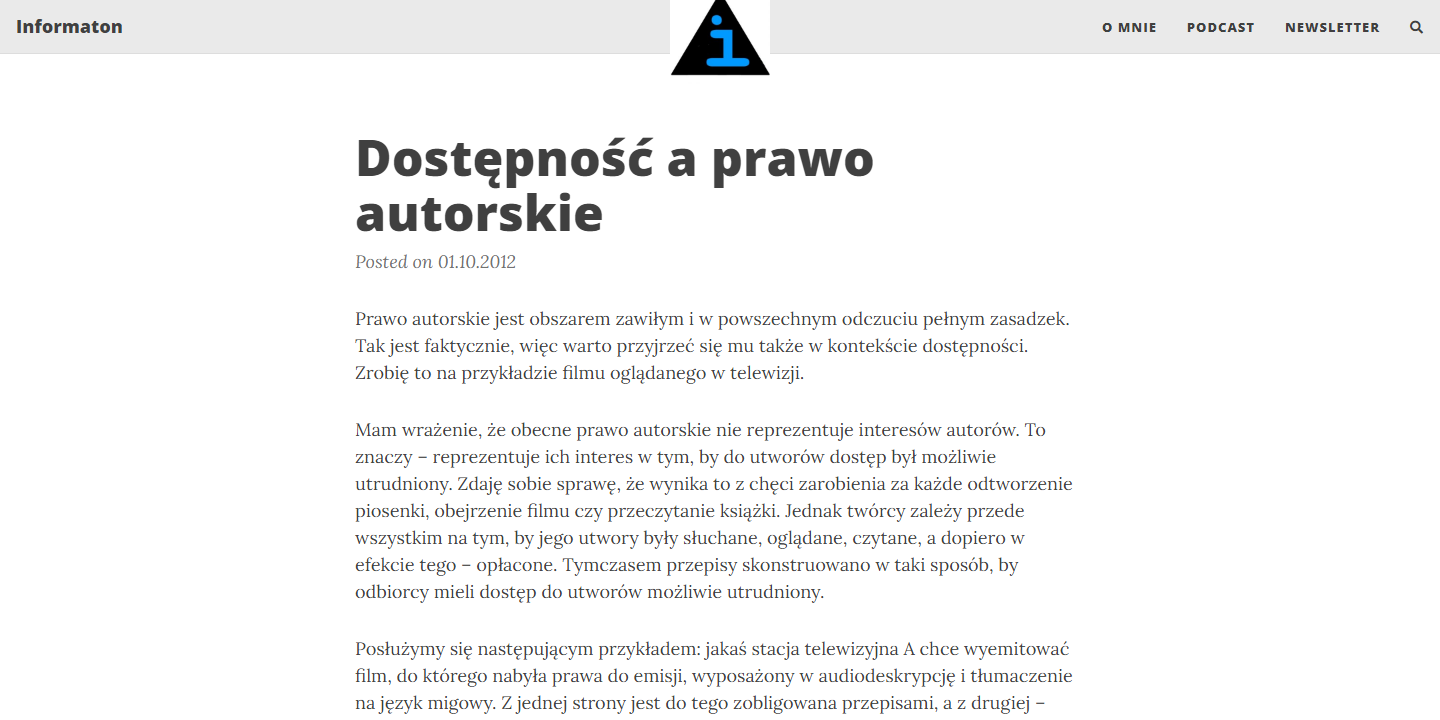 Informaton
i
O MNIE
PODCAST
NEWSLETTER
Dostępność a prawo
autorskie
Posted on 01.10.2012
Prawo autorskie jest obszarem zawiłym i w powszechnym odczuciu pełnym zasadzek.
Tak jest faktycznie, więc warto przyjrzeć się mu także w kontekście dostępności.
Zrobię to na przykładzie filmu oglądanego w telewizji.
Mam wrażenie, że obecne prawo autorskie nie reprezentuje interesów autorów. To
znaczy – reprezentuje ich interes w tym, by do utworów dostęp był możliwie
utrudniony. Zdaję sobie sprawę, że wynika to z chęci zarobienia za każde odtworzenie
piosenki, obejrzenie filmu czy przeczytanie książki. Jednak twórcy zależy przede
wszystkim na tym, by jego utwory były słuchane, oglądane, czytane, a dopiero w
efekcie tego – opłacone. Tymczasem przepisy skonstruowano w taki sposób, by
odbiorcy mieli dostęp do utworów możliwie utrudniony.
Posłużymy się następującym przykładem: jakaś stacja telewizyjna A chce wyemitować
film, do którego nabyła prawa do emisji, wyposażony w audiodeskrypcję i tłumaczenie
na język migowy. Z jednej strony jest do tego zobligowana przepisami, a z drugiej –